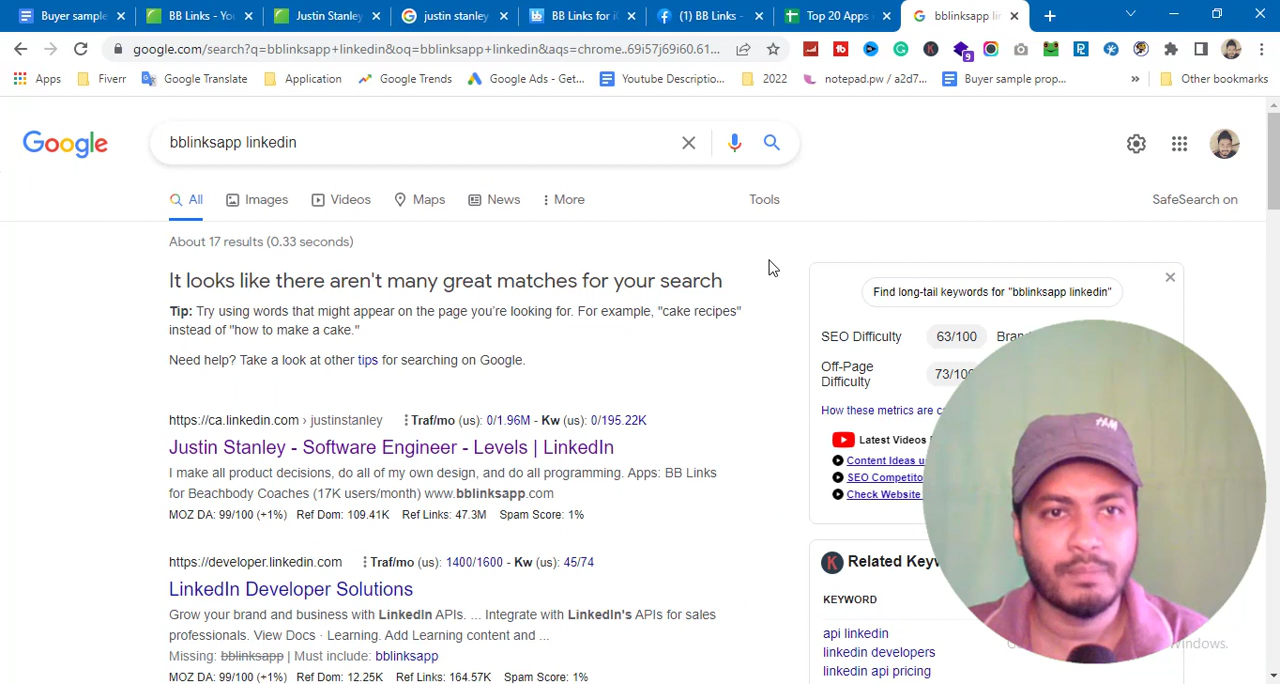 Buyer sample
BB Links - Yo
Justin Stanley
justin stanley
BB Links for i
(1) BB Links -
Top 20 Apps
bblinksapp li
google.com/search?q=bblinksapp+linkedin&oq=bblinksapp+linkedin&aqs=chrome..69i57j69i60.61...
9
Apps
Fiverr
Google Translate
Application
Google Trends
Google Ads - Get...
Youtube Descriptio...
2022
notepad.pw / a2d7...
Buyer sample prop...
»
Other bookmarks
Google
bblinksapp linkedin
All
Images
Videos
Maps
News
More
Tools
SafeSearch on
About 17 results (0.33 seconds)
It looks like there aren't many great matches for your search
Tip: Try using words that might appear on the page you're looking for. For example, "cake recipes"
instead of "how to make a cake."
Need help? Take a look at other tips for searching on Google.
https://ca.linkedin.com › justinstanley
Traf/mo (us): 0/1.96M - Kw (us): 0/195.22K
Justin Stanley - Software Engineer - Levels | LinkedIn
I make all product decisions, do all of my own design, and do all programming. Apps: BB Links
for Beachbody Coaches (17K users/month) www.bblinksapp.com
MOZ DA: 99/100 (+1%) Ref Dom: 109.41K Ref Links: 47.3M Spam Score: 1%
https://developer.linkedin.com
Traf/mo (us): 1400/1600 - Kw (us): 45/74
LinkedIn Developer Solutions
Grow your brand and business with LinkedIn APIs. ... Integrate with LinkedIn's APIs for sales
professionals. View Docs · Learning. Add Learning content and ...
Missing: bblinksapp | Must include: bblinksapp
MOZ DA: 99/100 (+1%) Ref Dom: 12.25K Ref Links: 164.57K Spam Score: 1%
Find long-tail keywords for "bblinksapp linkedin"
SEO Difficulty
63/100
Off-Page
Difficulty
73/100
How these metrics are
Latest Videos
Content Ideas
SEO Competito
Check Website
Related
KEYWORD
api linkedin
linkedin developers
linkedin api pricing